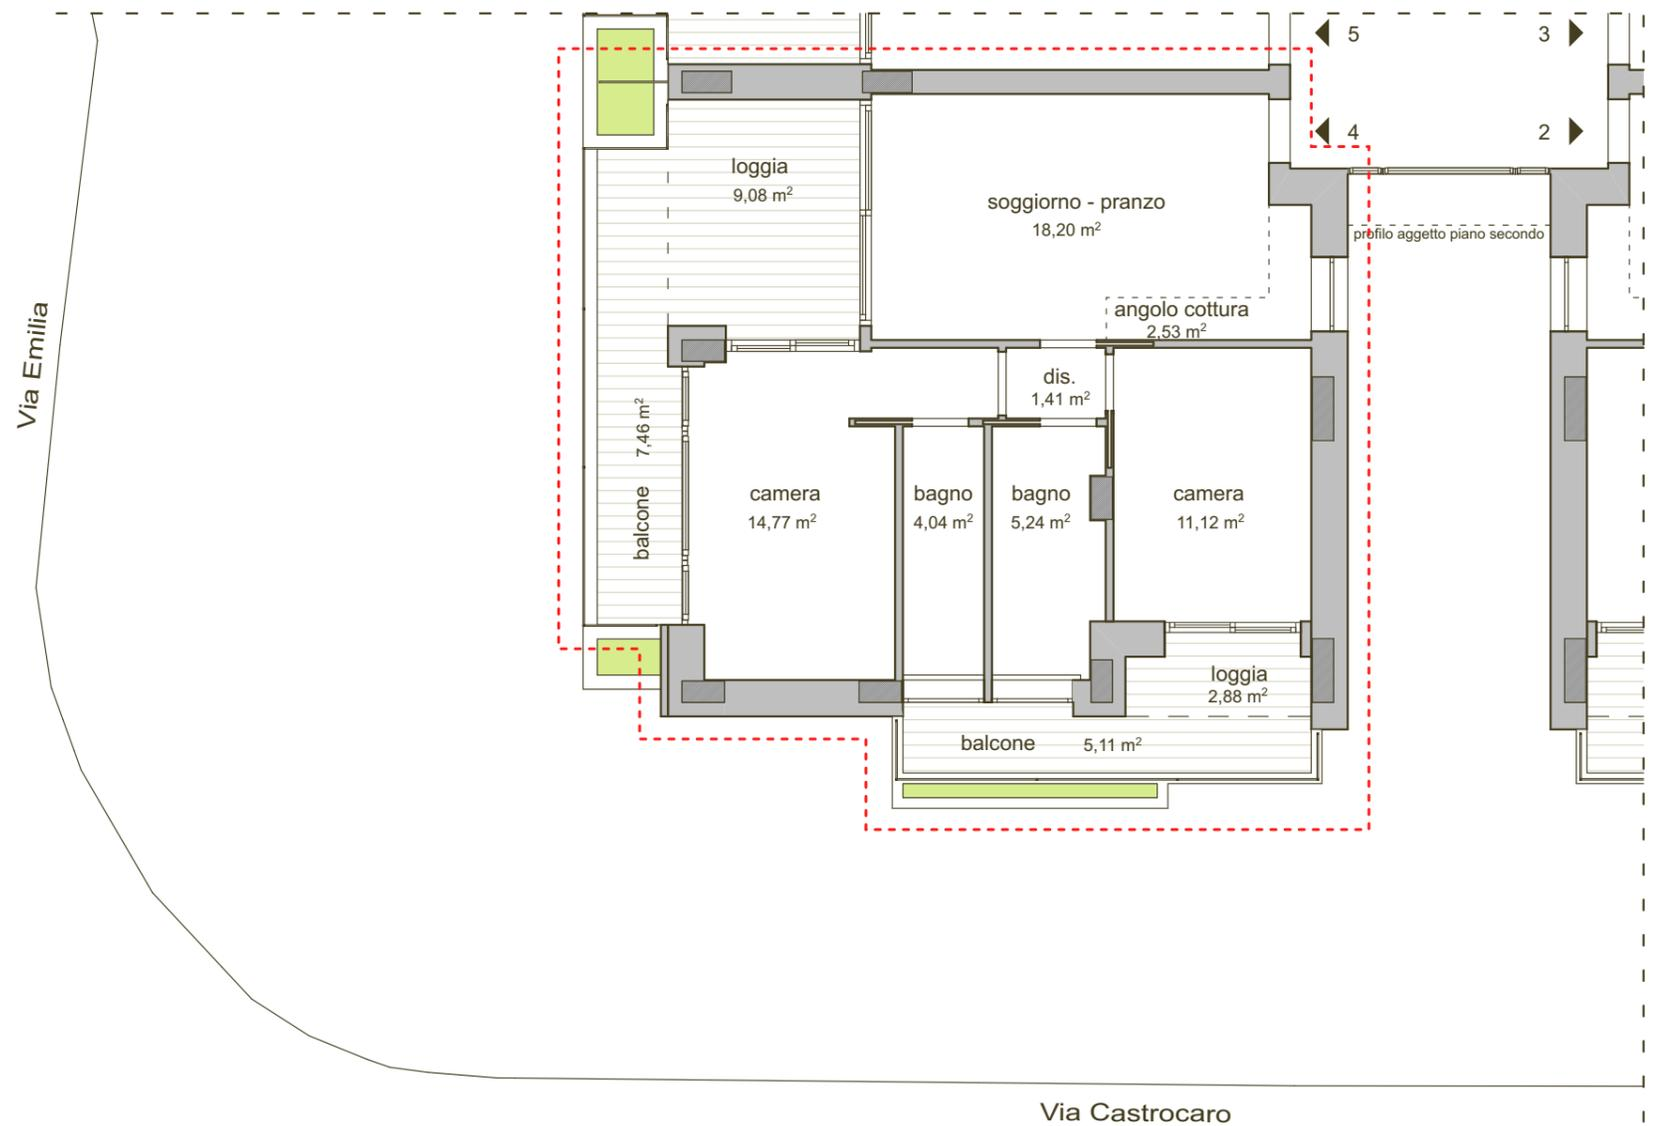 5
3
4
2
loggia
9,08 m²
soggiorno - pranzo
18,20 m²
profilo aggetto piano secondo
angolo cottura
2,53 m²
Via Emilia
dis.
1,41 m²
balcone 7,46 m²
camera
14,77 m²
bagno
4,04 m²
bagno
5,24 m²
camera
11,12 m²
loggia
2,88 m²
balcone 5,11 m²
Via Castrocaro